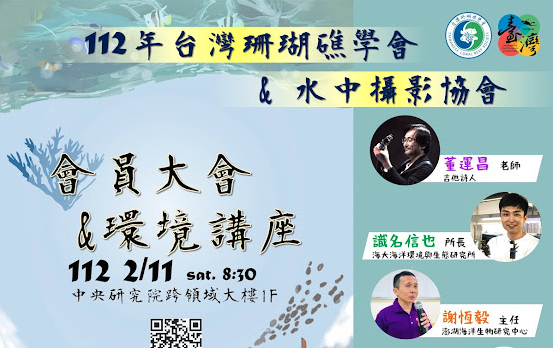 112年台灣珊瑚礁學會
& 水中攝影協會
會員大會
&環境講座
112 2/11 sat. 8:30
中央研究院跨領域大樓1F
董運昌 老師
吉他詩人
識名信也 所長
海大海洋環境與生態研究所
謝恆毅 主任
澎湖海洋生物研究中心
臺灣